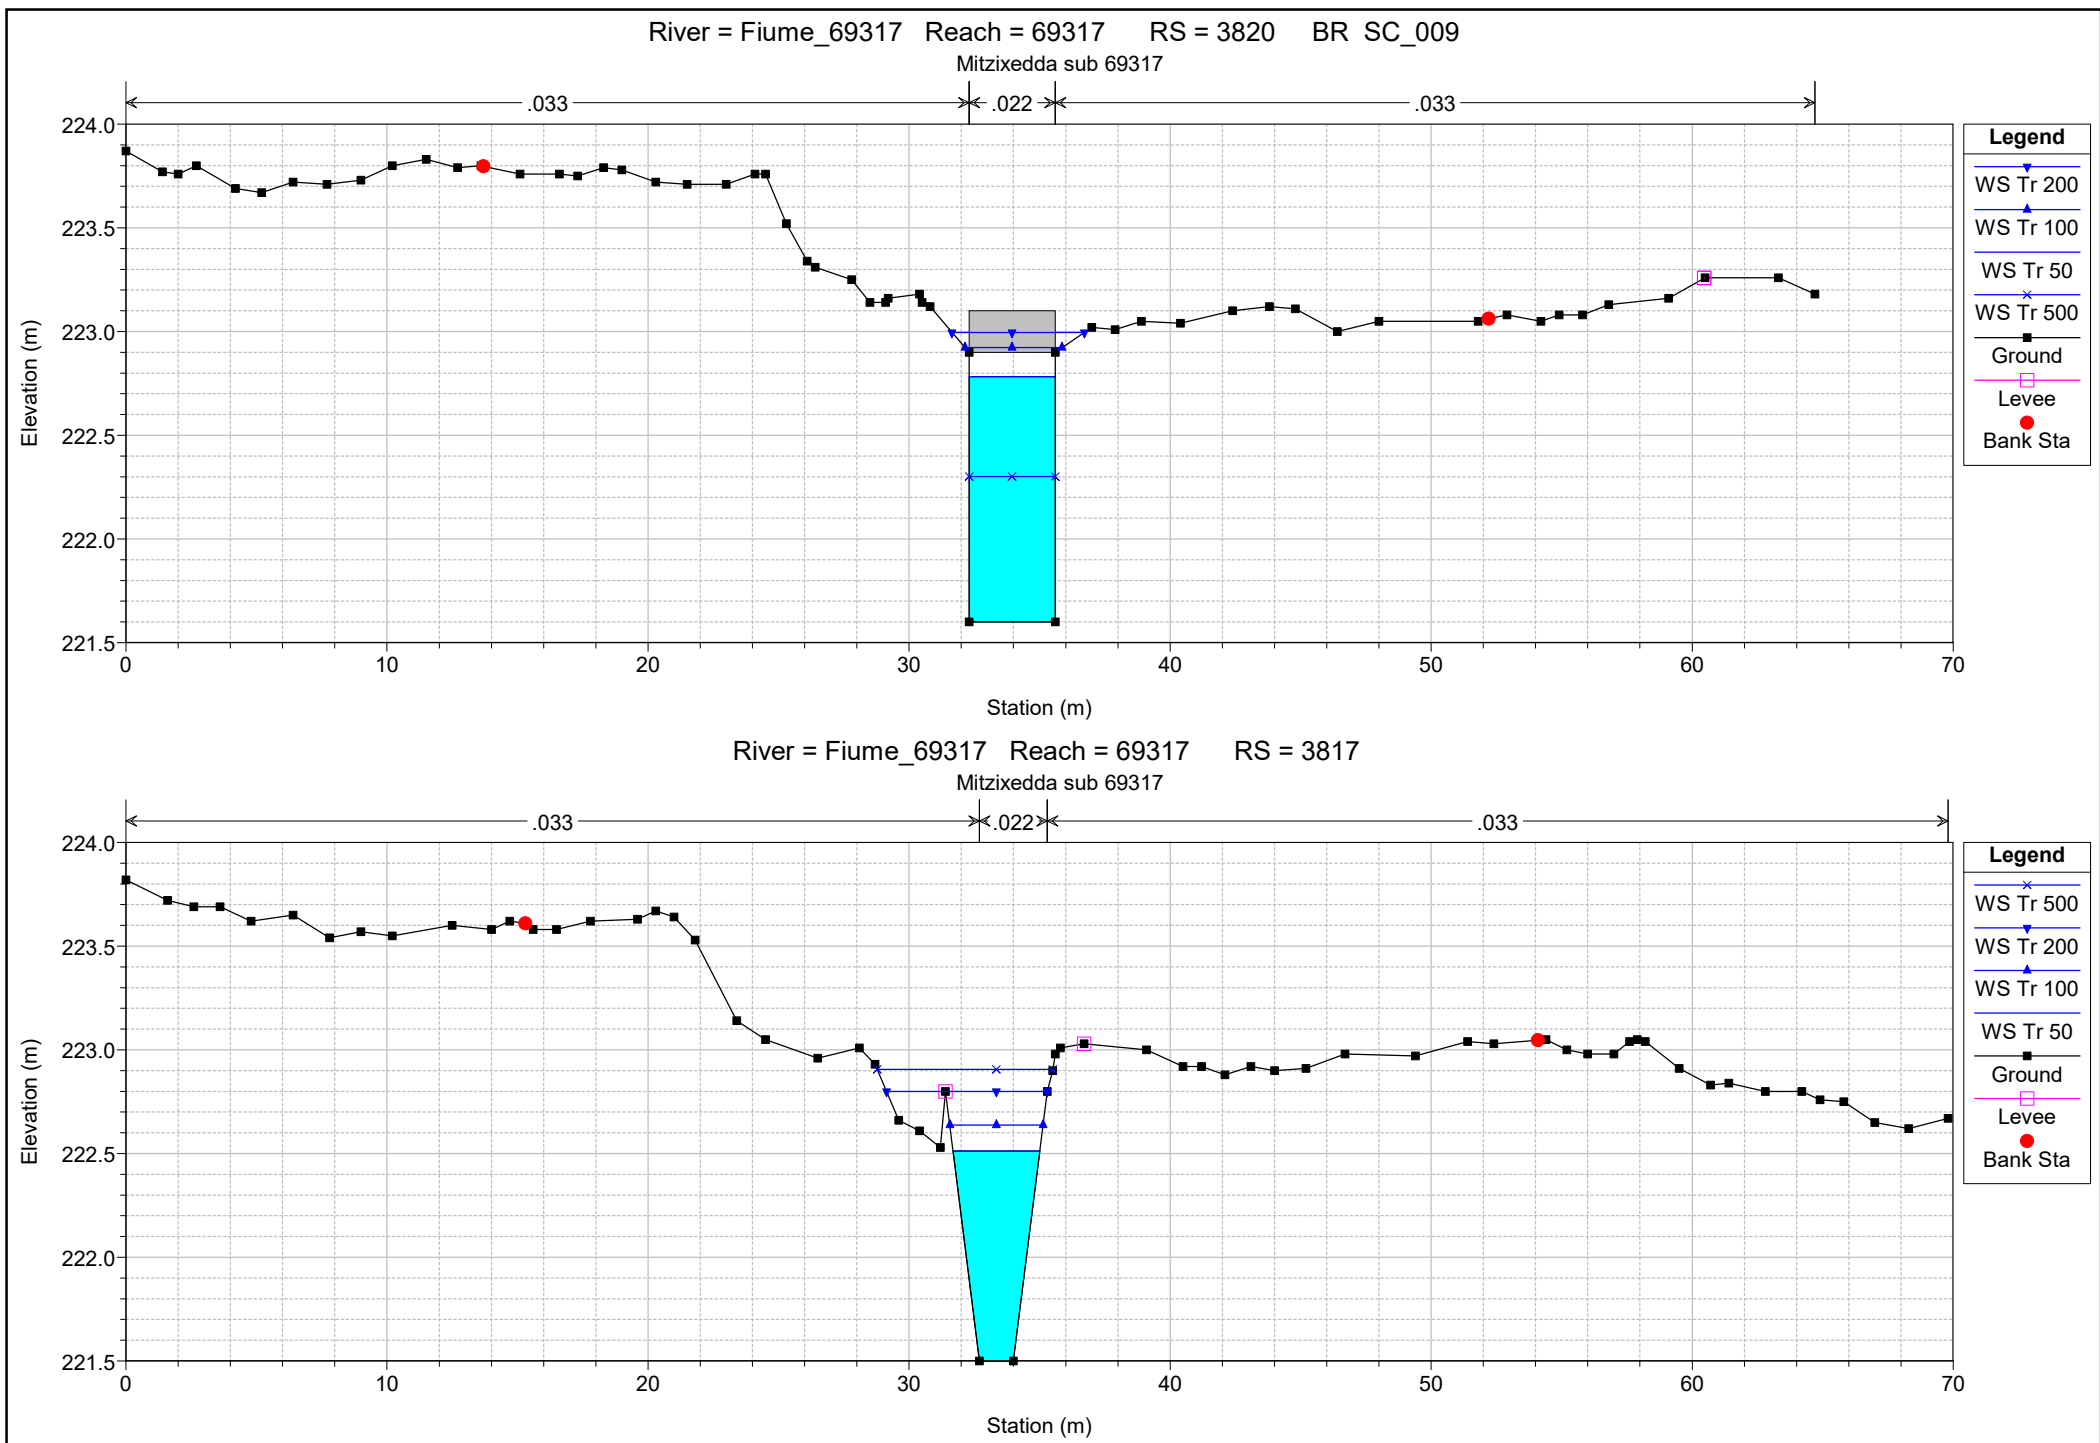 River = Fiume_69317 Reach = 69317 RS = 3820 BR SC_009
Mitzixedda sub 69317
.033 .022 .033
224.0
223.5
223.0
222.5
222.0
221.5
Elevation (m)
0 10 20 30 40 50 60 70
Station (m)
Legend
WS Tr 200
WS Tr 100
WS Tr 50
WS Tr 500
Ground
Levee
Bank Sta
River = Fiume_69317 Reach = 69317 RS = 3817
Mitzixedda sub 69317
.033 .022 .033
224.0
223.5
223.0
222.5
222.0
221.5
Elevation (m)
0 10 20 30 40 50 60 70
Station (m)
Legend
WS Tr 500
WS Tr 200
WS Tr 100
WS Tr 50
Ground
Levee
Bank Sta